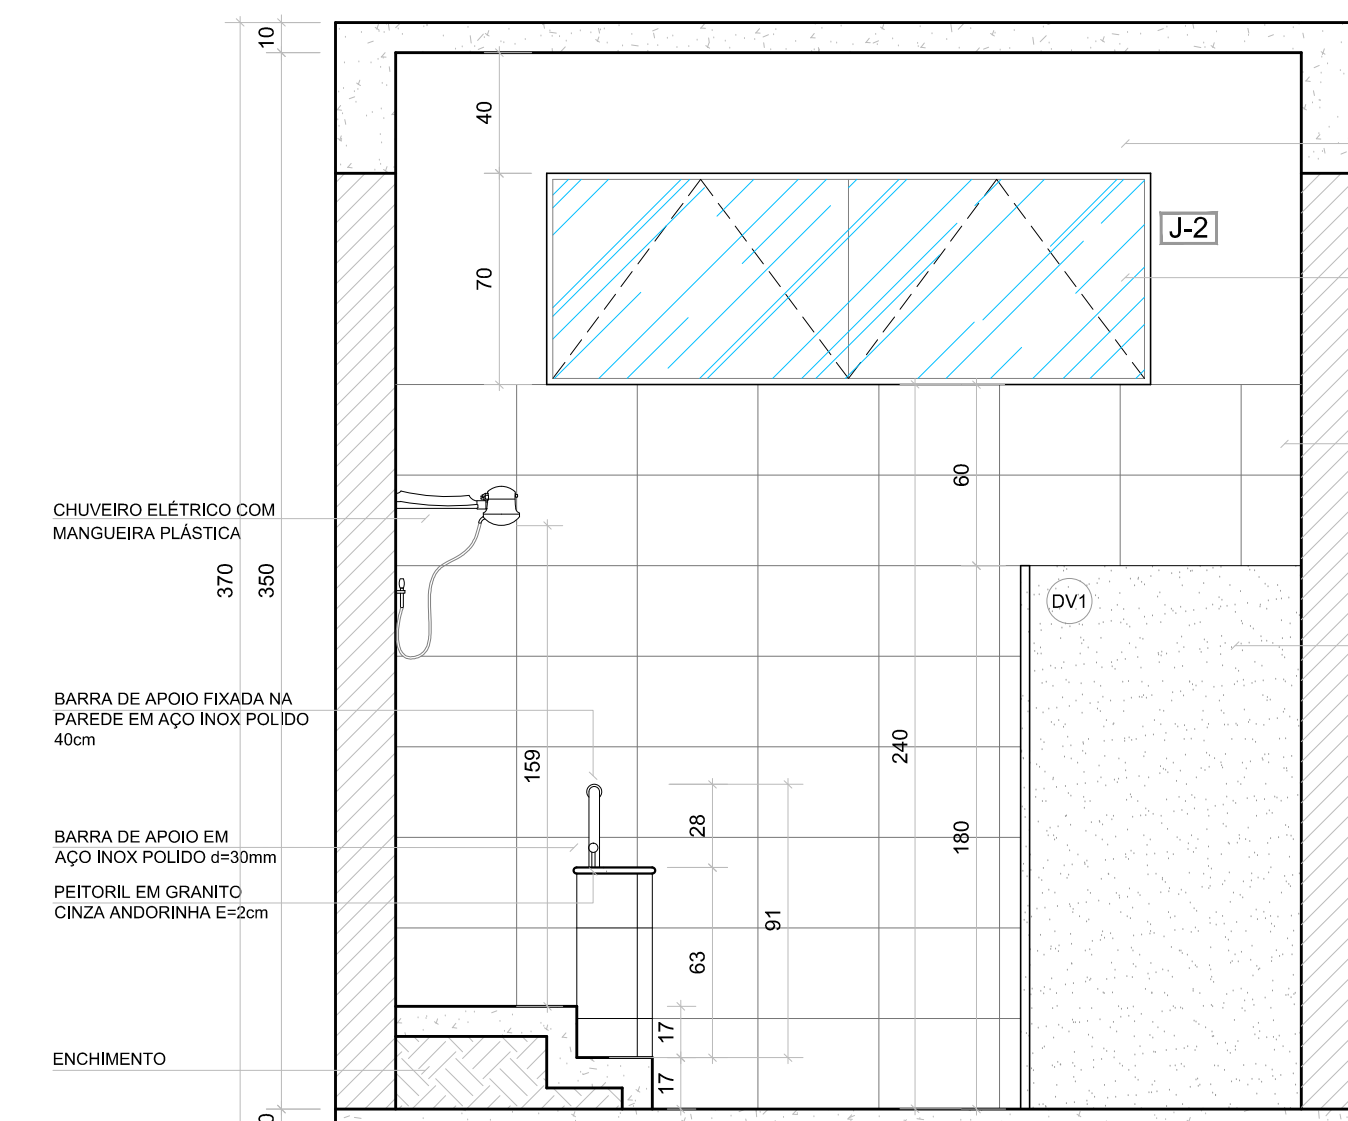 10
40
J-2
70
60
CHUVEIRO ELÉTRICO COM
MANGUEIRA PLÁSTICA
370
350
DV1
BARRA DE APOIO FIXADA NA
PAREDE EM AÇO INOX POLIDO
40cm
159
240
28
180
BARRA DE APOIO EM
AÇO INOX POLIDO d=30mm
PEITORIL EM GRANITO
CINZA ANDORINHA E=2cm
91
63
17
ENCHIMENTO
17